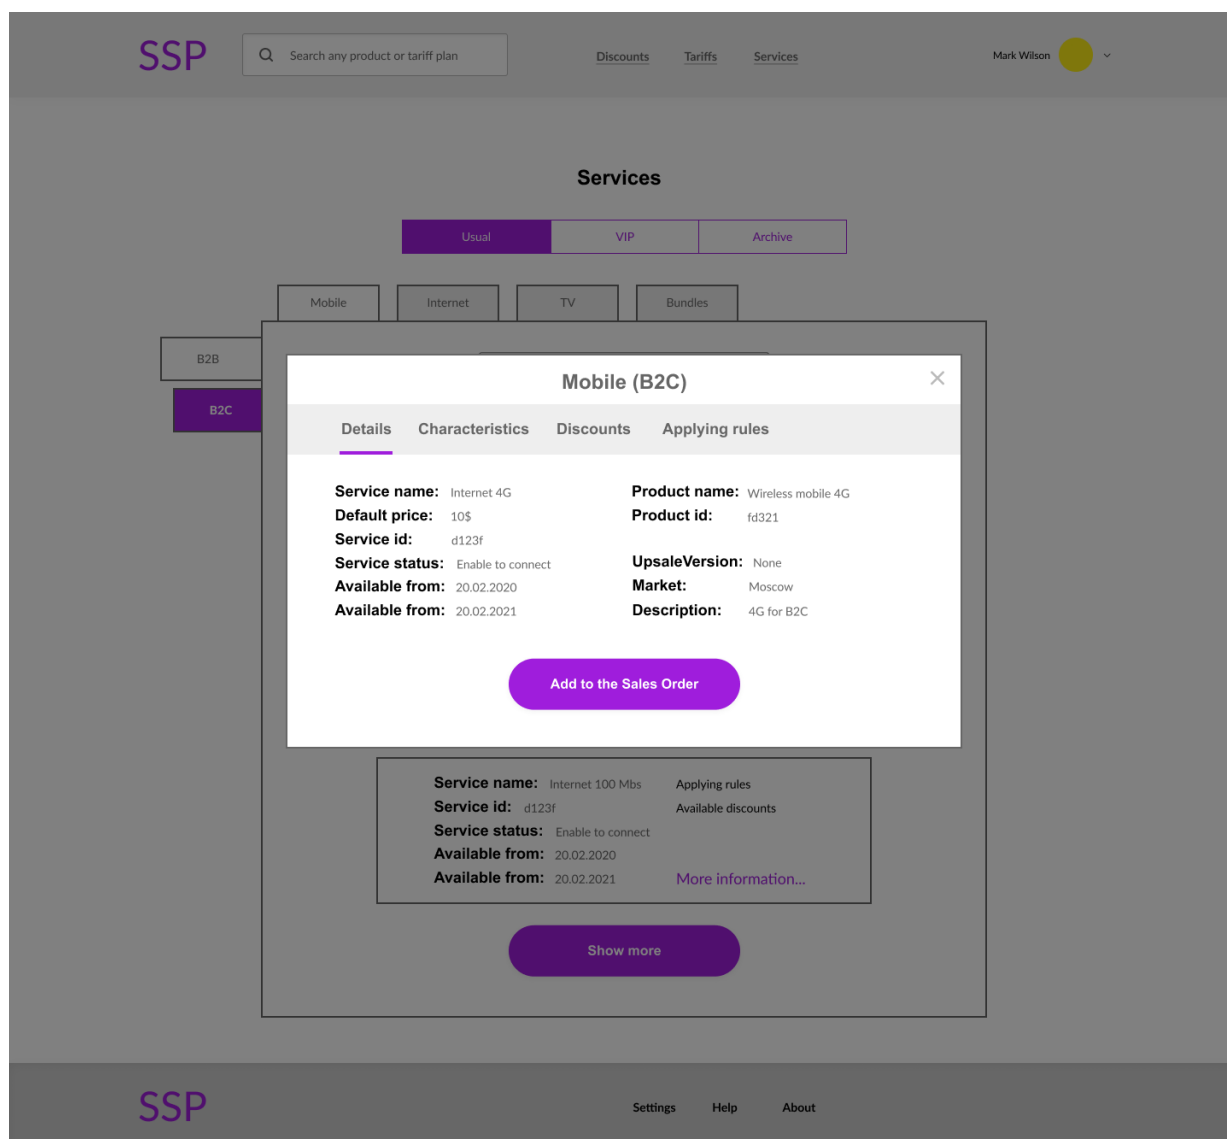 SSP
Search any product or tariff plan
Discounts Tariffs Services
Mark Wilson
Services
Usual VIP Archive
Mobile Internet TV Bundles
B2B
B2C
Mobile (B2C)
Details Characteristics Discounts Applying rules
Service name: Internet 4G
Default price: 10$
Service id: d123f
Service status: Enable to connect
Available from: 20.02.2020
Available from: 20.02.2021
Product name: Wireless mobile 4G
Product id: fd321
UpsaleVersion: None
Market: Moscow
Description: 4G for B2C
Add to the Sales Order
Service name: Internet 100 Mbs
Service id: d123f
Service status: Enable to connect
Available from: 20.02.2020
Available from: 20.02.2021
Applying rules
Available discounts
More information...
Show more
SSP
Settings Help About